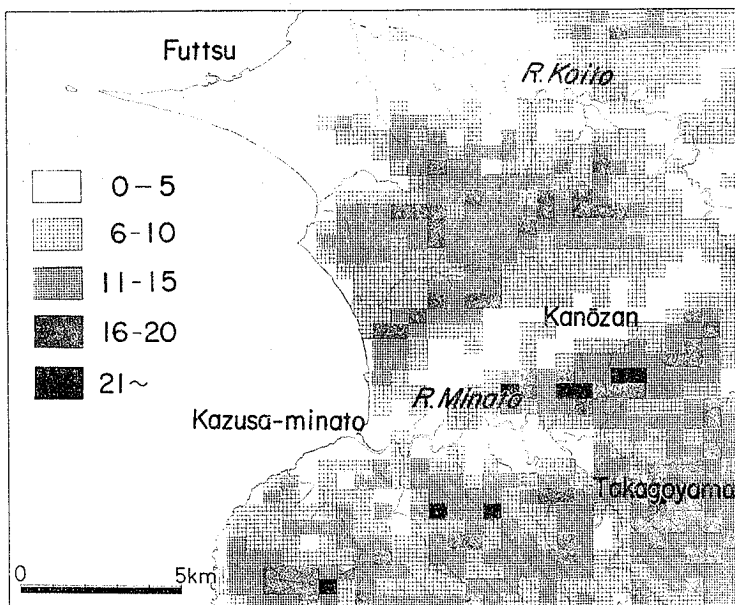 Futtsu
R. Koito
0-5
6-10
11-15
16-20
21~
Kanōzan
R. Minato
Kazusa-minato
Takagoyama
0 5km